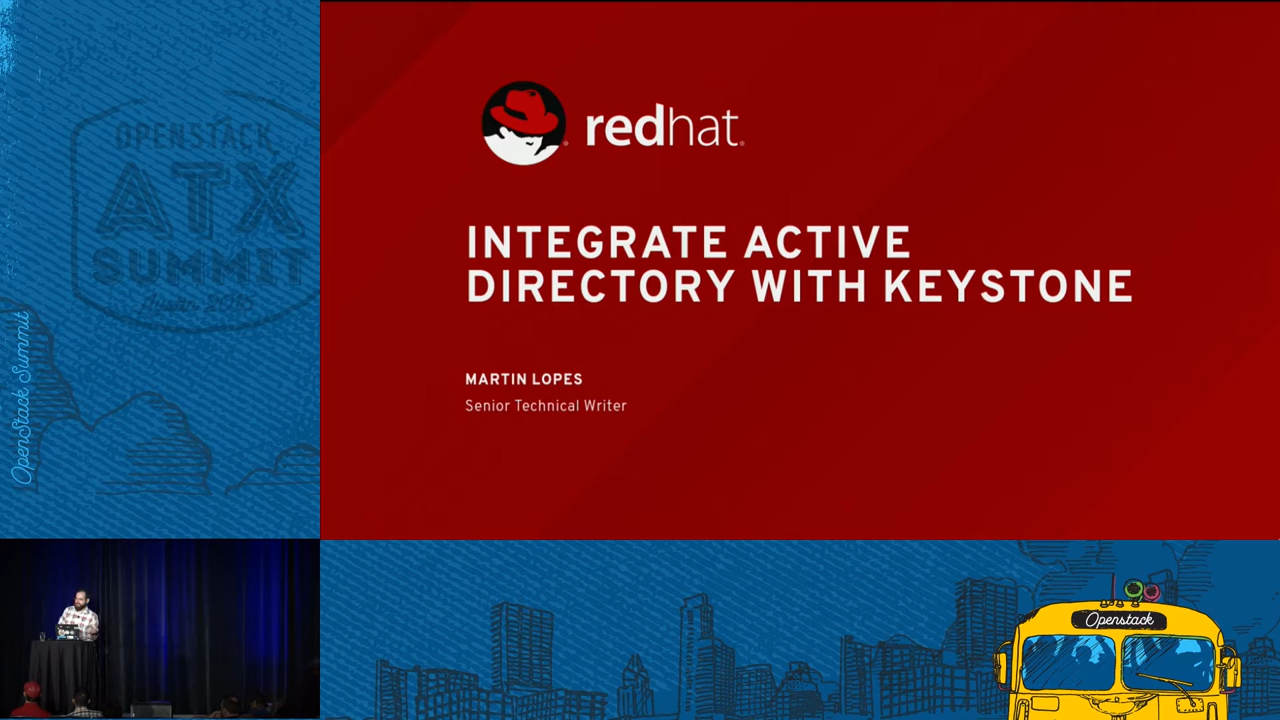 OPENSTACK
ATX
SUMMIT
OpenStack Summit
redhat
INTEGRATE ACTIVE
DIRECTORY WITH KEYSTONE
MARTIN LOPES
Senior Technical Writer
Openstack